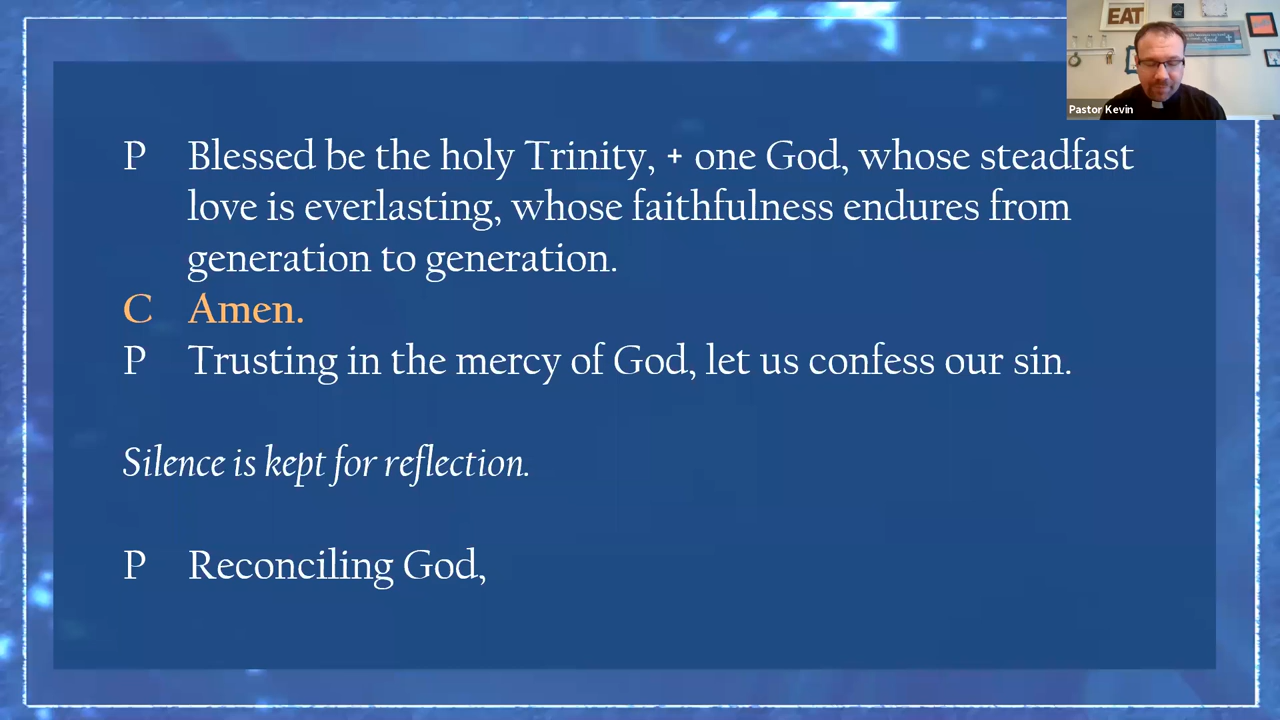 EAT
Pastor Kevin
P Blessed be the holy Trinity, + one God, whose steadfast
love is everlasting, whose faithfulness endures from
generation to generation.
C Amen.
P Trusting in the mercy of God, let us confess our sin.
Silence is kept for reflection.
P Reconciling God,